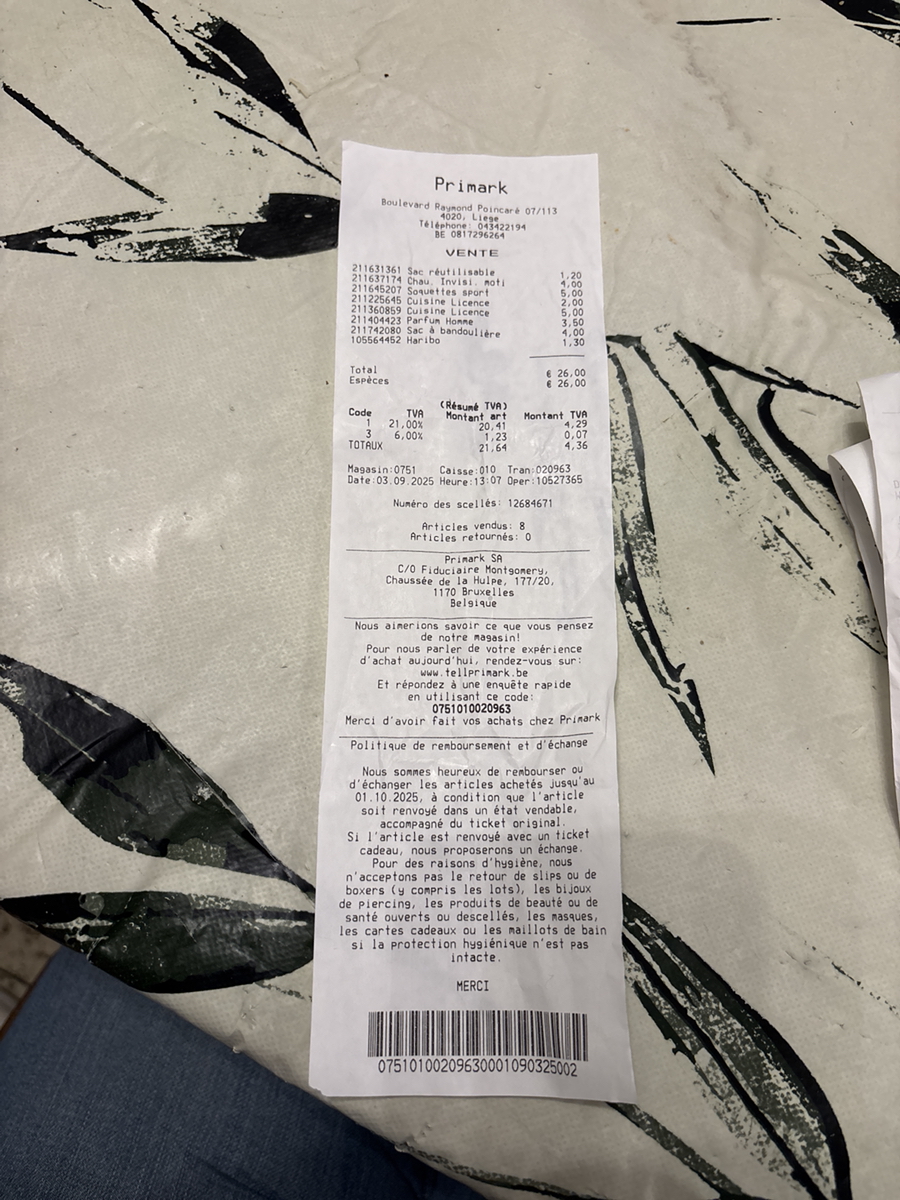 Primark
Boulevard Raymond Poincaré 07/113
4020, Liege
Téléphone: 043422194
BE 0817296264
VENTE
211631361 Sac réutilisable 1,20
211637174 Chau. Invisi. moti 4,00
211645207 Soquettes sport 5,00
211225645 Cuisine Licence 2,00
211360859 Cuisine Licence 5,00
211404423 Parfum Homme 3,50
211742080 Sac à bandoulière 4,00
105564452 Haribo 1,30
Total € 26,00
Espèces € 26,00
(Résumé TVA)
Code TVA Montant art Montant TVA
1 21,00% 20,41 4,29
3 6,00% 1,23 0,07
TOTAUX 21,64 4,36
Magasin:0751 Caisse:010 Tran:020963
Date:03.09.2025 Heure:13:07 Oper:10527365
Numéro des scellés: 12684671
Articles vendus: 8
Articles retournés: 0
Primark SA
C/O Fiduciaire Montgomery,
Chaussée de la Hulpe, 177/20,
1170 Bruxelles
Belgique
Nous aimerions savoir ce que vous pensez
de notre magasin!
Pour nous parler de votre expérience
d'achat aujourd'hui, rendez-vous sur:
www.tellprimark.be
Et répondez à une enquête rapide
en utilisant ce code:
0751010020963
Merci d'avoir fait vos achats chez Primark
Politique de remboursement et d'échange
Nous sommes heureux de rembourser ou
d'échanger les articles achetés jusqu'au
01.10.2025, à condition que l'article
soit renvoyé dans un état vendable,
accompagné du ticket original.
Si l'article est renvoyé avec un ticket
cadeau, nous proposerons un échange.
Pour des raisons d'hygiène, nous
n'acceptons pas le retour de slips ou de
boxers (y compris les lots), les bijoux
de piercing, les produits de beauté ou de
santé ouverts ou descellés, les masques,
les cartes cadeaux ou les maillots de bain
si la protection hygiénique n'est pas
intacte.
MERCI
07510100209630001090325002